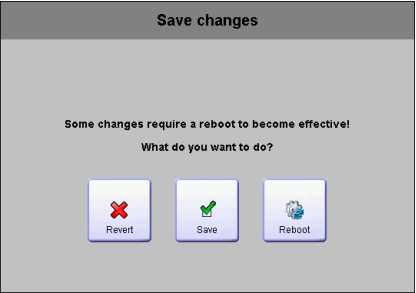 Save changes
Some changes require a reboot to become effective!
What do you want to do?
Revert
Save
Reboot